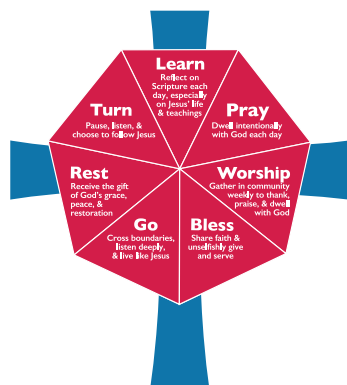 Learn
Reflect on
Scripture each
day, especially
on Jesus' life
& teachings
Turn
Pause, listen, &
choose to follow Jesus
Pray
Dwell intentionally
with God each day
Rest
Receive the gift
of God's grace,
peace, &
restoration
Worship
Gather in community
weekly to thank,
praise, & dwell
with God
Go
Cross boundaries,
listen deeply,
& live like Jesus
Bless
Share faith &
unselfishly give
and serve